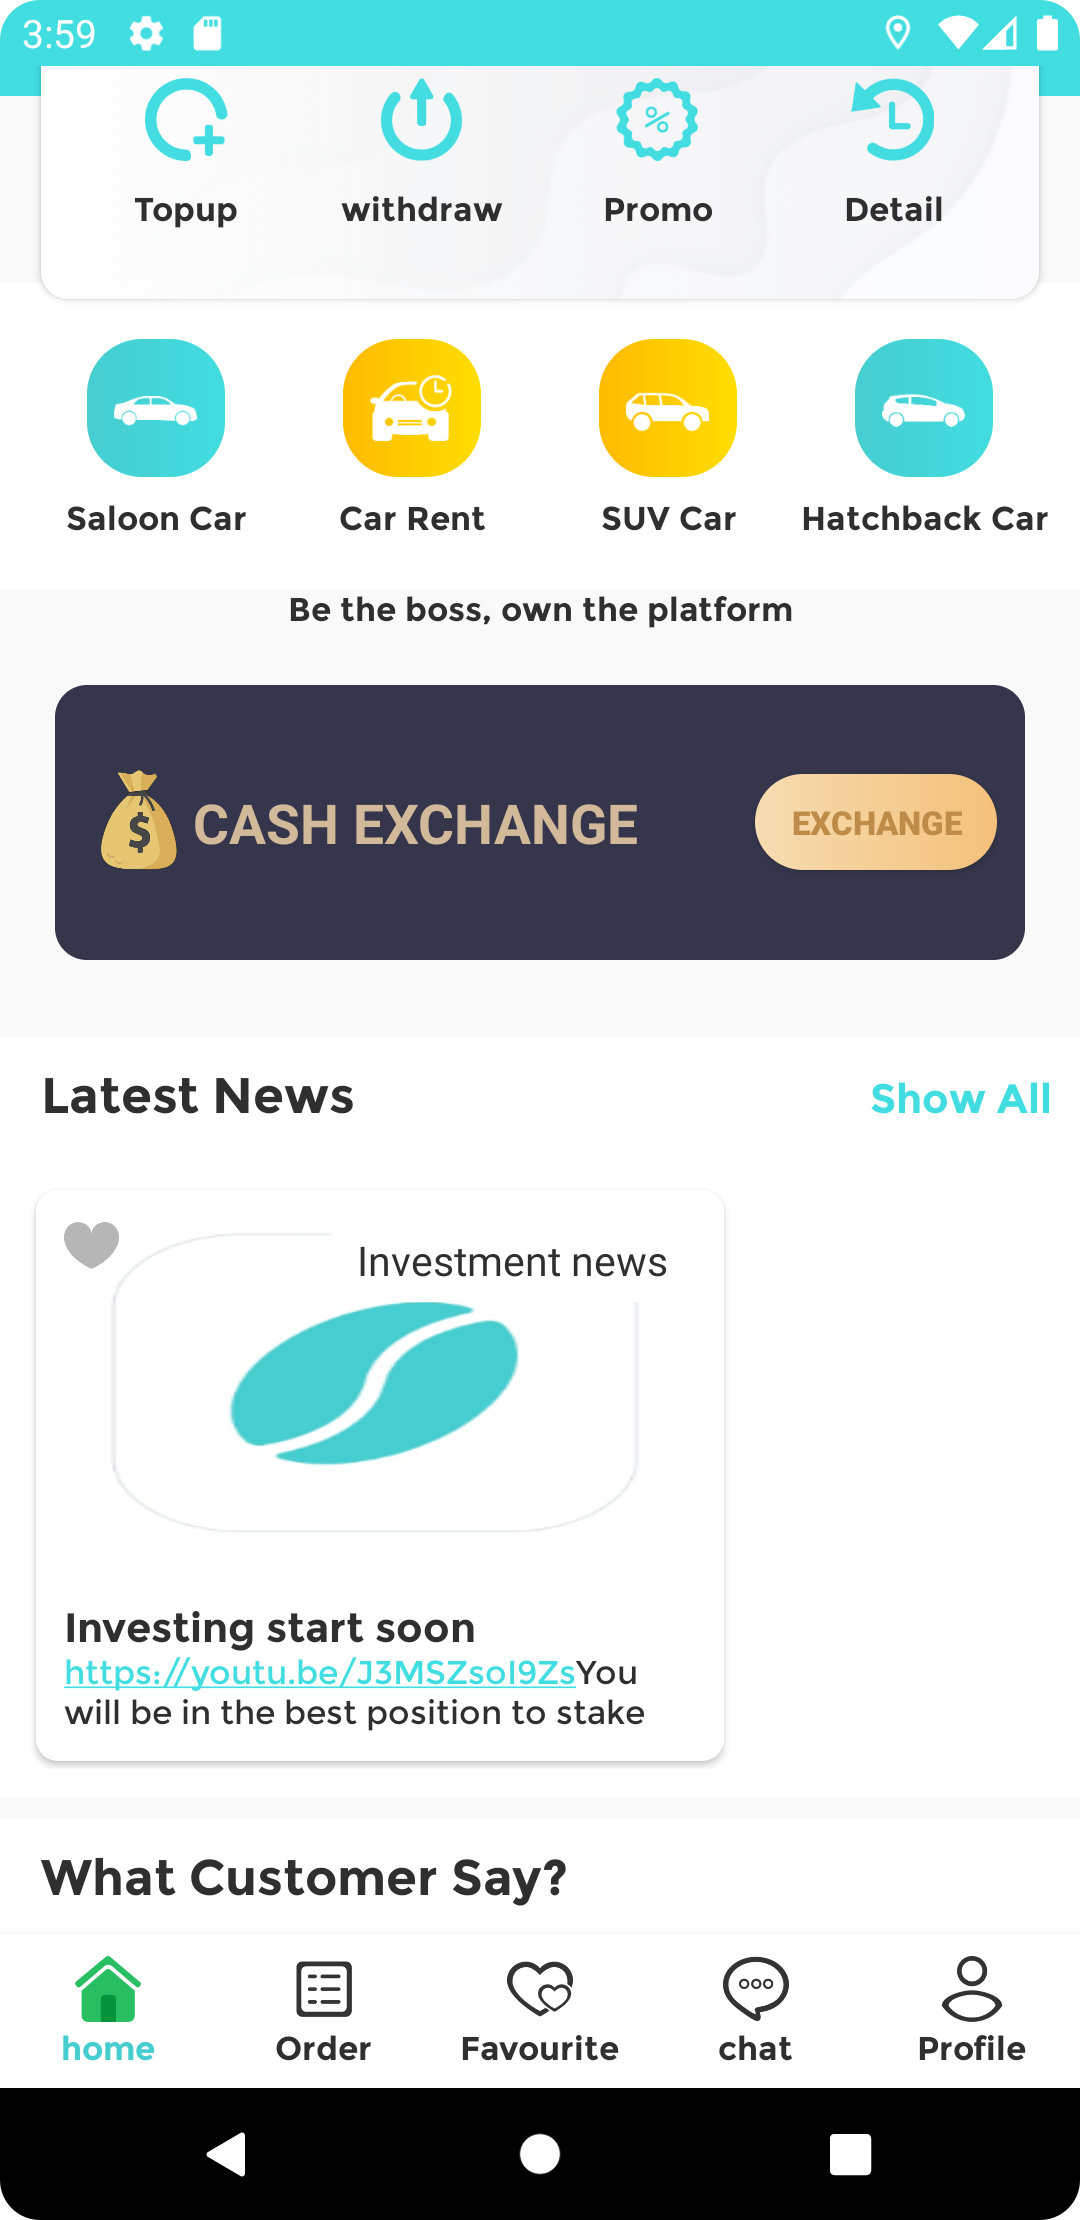 3:59
Topup
withdraw
Promo
Detail
Saloon Car
Car Rent
SUV Car
Hatchback Car
Be the boss, own the platform
CASH EXCHANGE
EXCHANGE
Latest News
Show All
Investment news
Investing start soon
https://youtu.be/J3MSZsoI9ZsYou
will be in the best position to stake
What Customer Say?
home
Order
Favourite
chat
Profile